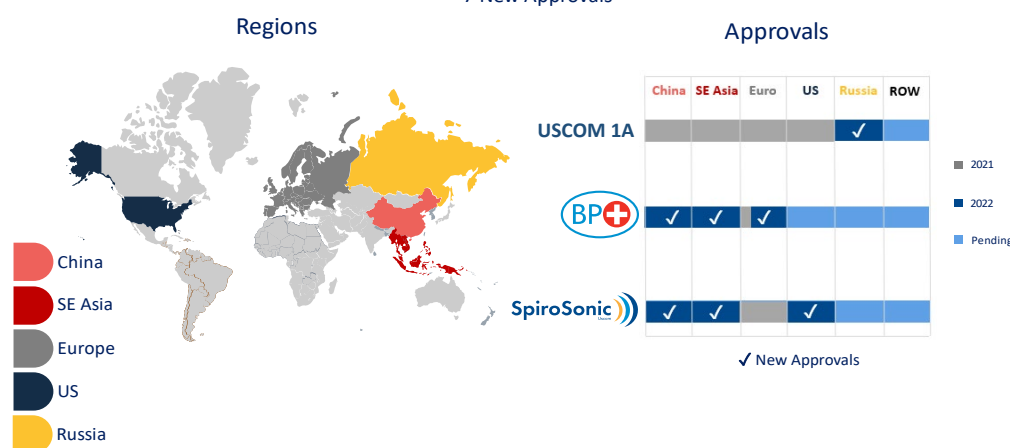 ✓ New Approvals
Regions
Approvals
China SE Asia Euro US Russia ROW
USCOM 1A
✓
BP+
✓ ✓ ✓
SpiroSonic
✓ ✓ ✓
✓ New Approvals
2021
2022
Pending
China
SE Asia
Europe
US
Russia